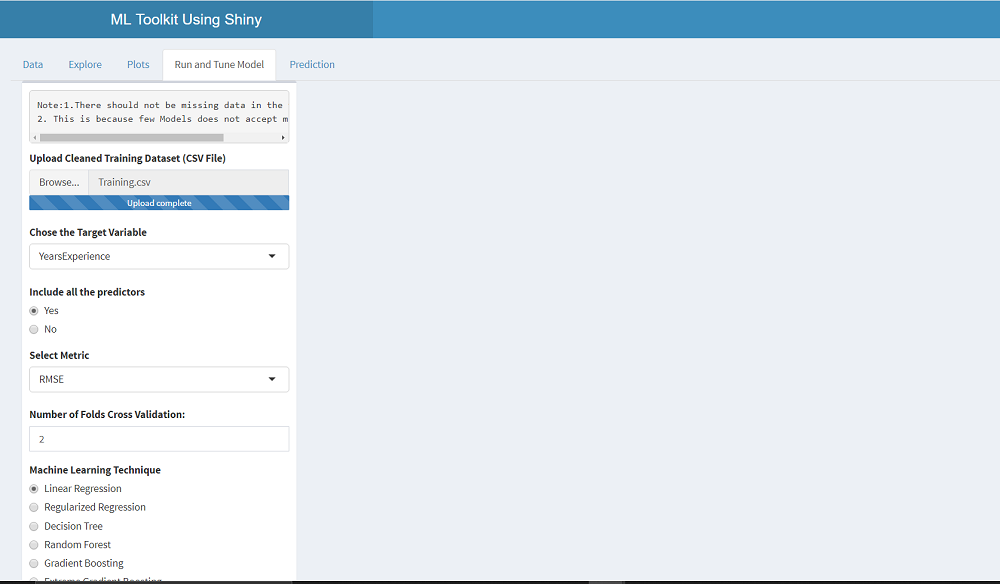 ML Toolkit Using Shiny
Data Explore Plots Run and Tune Model Prediction
Note:1.There should not be missing data in the
2. This is because few Models does not accept m
Upload Cleaned Training Dataset (CSV File)
Browse... Training.csv
Upload complete
Chose the Target Variable
YearsExperience
Include all the predictors
Yes
No
Select Metric
RMSE
Number of Folds Cross Validation:
2
Machine Learning Technique
Linear Regression
Regularized Regression
Decision Tree
Random Forest
Gradient Boosting
Extreme Gradient Boosting